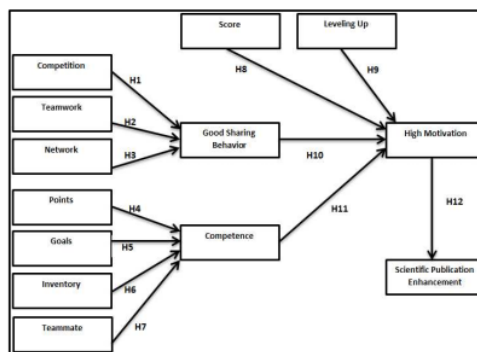 Score
Leveling Up
Competition
H1
H8
H9
Teamwork
H2
Good Sharing
Behavior
High Motivation
Network
H3
H10
Points
H4
H11
H12
Goals
H5
Competence
Inventory
H6
Scientific Publication
Enhancement
Teammate
H7